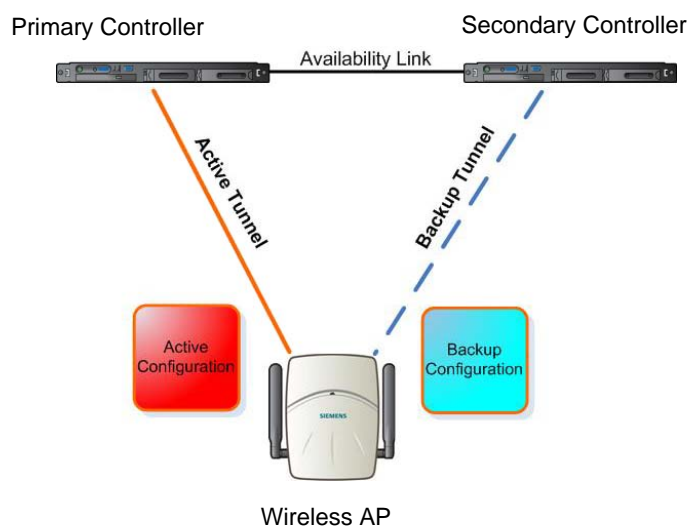 Primary Controller
Secondary Controller
Availability Link
Active Tunnel
Backup Tunnel
Active
Configuration
Backup
Configuration
SIEMENS
Wireless AP